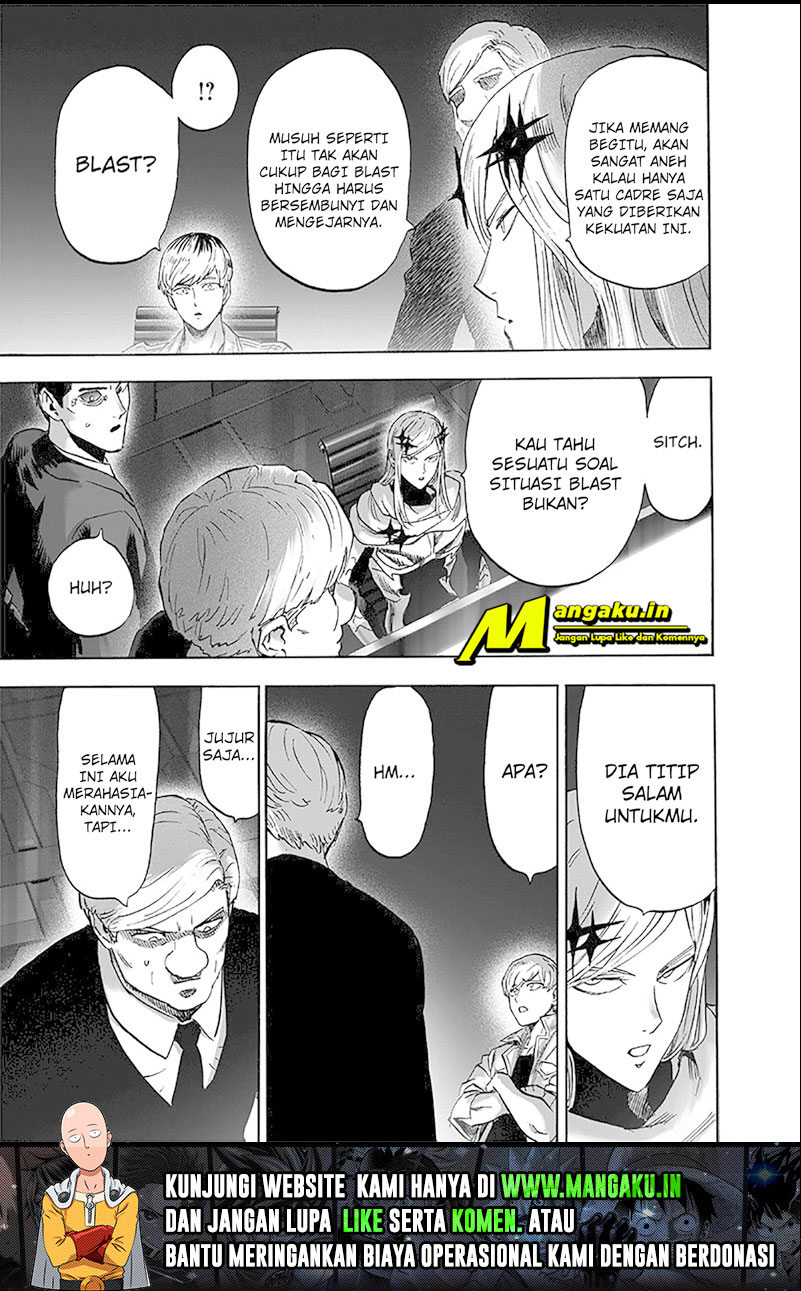 JIKA MEMANG
BEGITU, AKAN
SANGAT ANEH
KALAU HANYA
SATU CADRE SAJA
YANG DIBERIKAN
KEKUATAN INI.
MUSUH SEPERTI
ITU TAK AKAN
CUKUP BAGI BLAST
HINGGA HARUS
BERSEMBUNYI DAN
MENGEJARNYA.
!?
BLAST?
SITCH.
KAU TAHU
SESUATU SOAL
SITUASI BLAST
BUKAN?
HUH?
Mangaku.in
Jangan Lupa Like dan Komennya
DIA TITIP
SALAM
UNTUKMU.
APA?
HM...
JUJUR
SAJA...
SELAMA
INI AKU
MERAHASIA-
KANNYA,
TAPI...
KUNJUNGI WEBSITE KAMI HANYA DI WWW.MANGAKU.IN
DAN JANGAN LUPA LIKE SERTA KOMEN. ATAU
BANTU MERINGANKAN BIAYA OPERASIONAL KAMI DENGAN BERDONASI